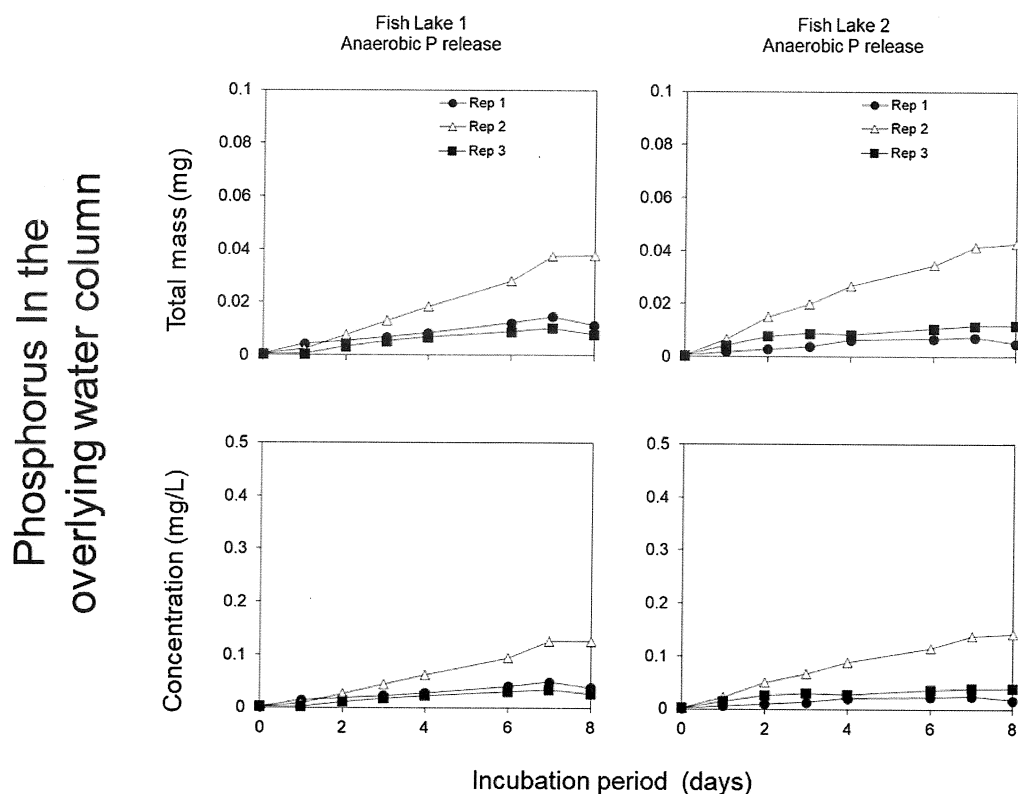 Fish Lake 1
Anaerobic P release
Fish Lake 2
Anaerobic P release
Phosphorus In the
overlying water column
Total mass (mg)
0.1
0.08
0.06
0.04
0.02
0
Rep 1
Rep 2
Rep 3
0.1
0.08
0.06
0.04
0.02
0
Rep 1
Rep 2
Rep 3
Concentration (mg/L)
0.5
0.4
0.3
0.2
0.1
0
0 2 4 6 8
0.5
0.4
0.3
0.2
0.1
0
0 2 4 6 8
Incubation period (days)